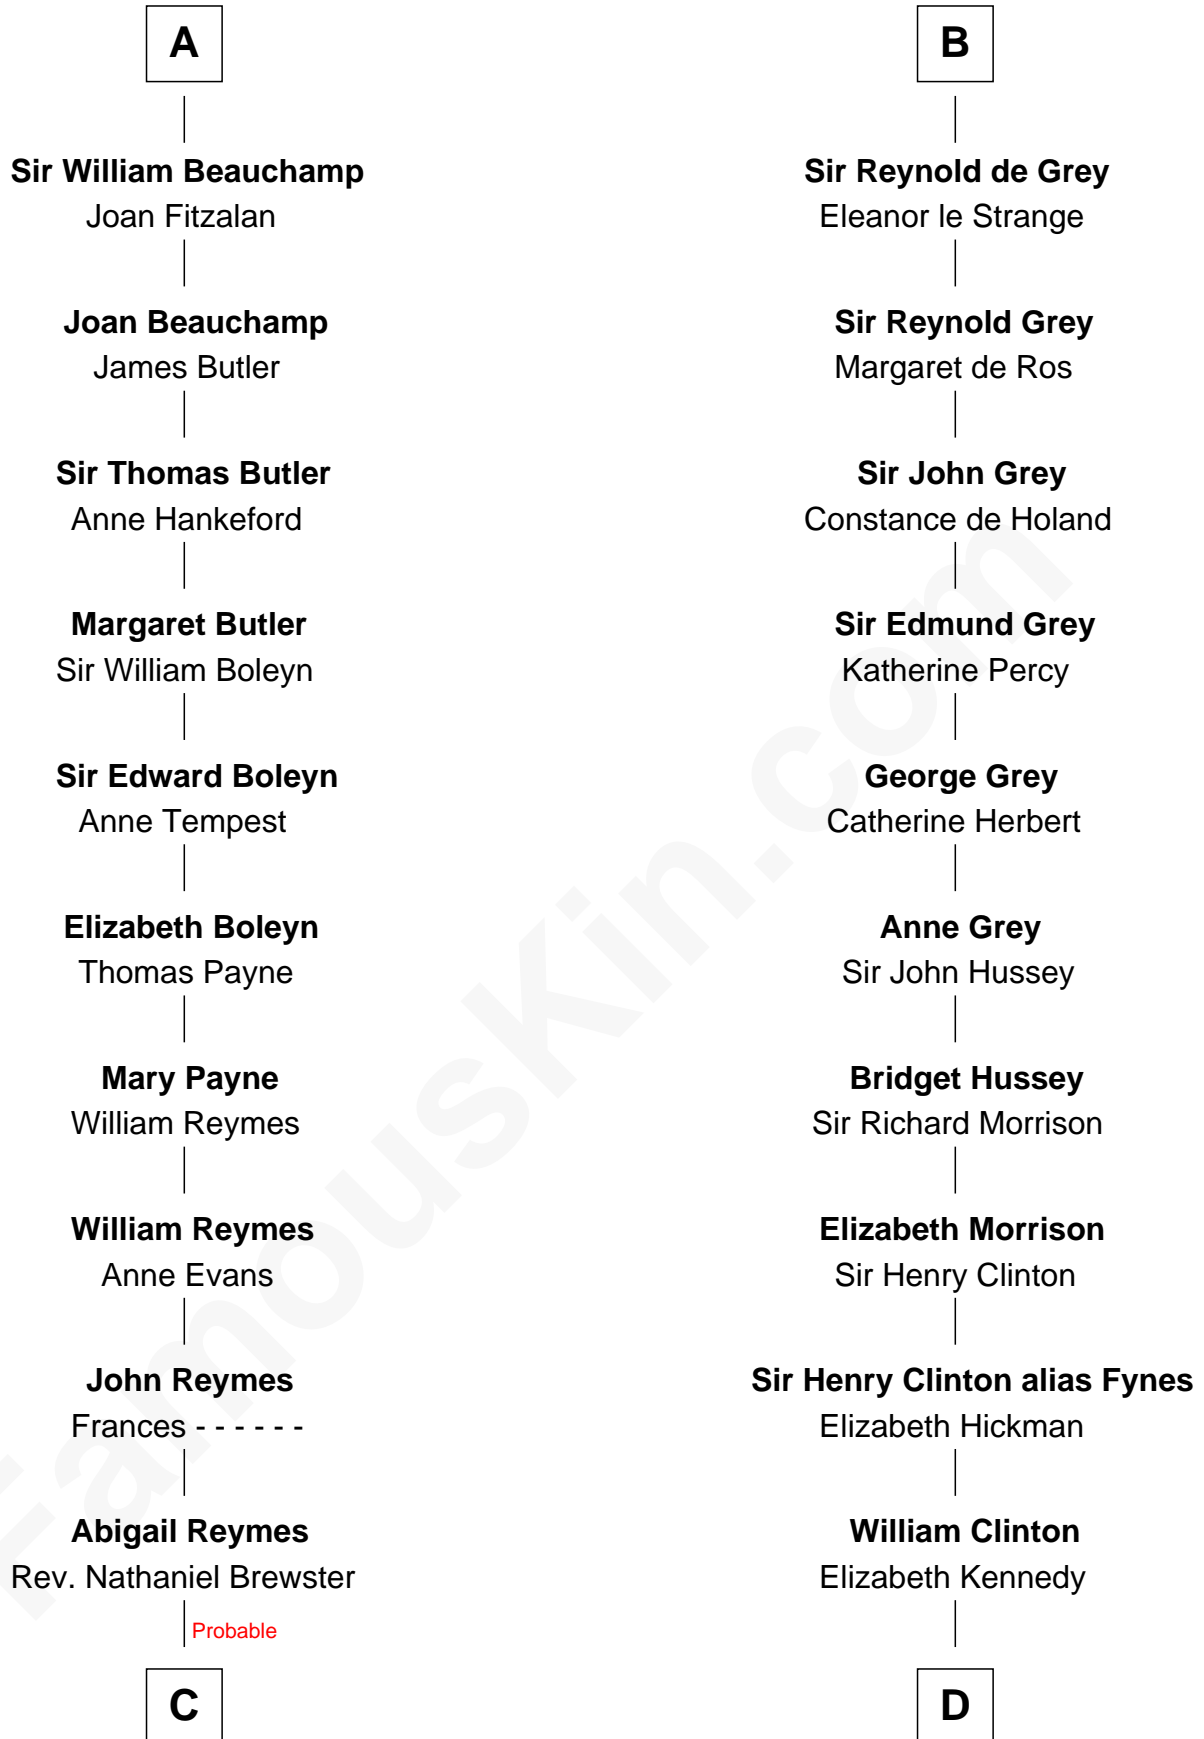 A
Sir William Beauchamp
Joan Fitzalan
Joan Beauchamp
James Butler
Sir Thomas Butler
Anne Hankeford
Margaret Butler
Sir William Boleyn
Sir Edward Boleyn
Anne Tempest
Elizabeth Boleyn
Thomas Payne
Mary Payne
William Reymes
William Reymes
Anne Evans
John Reymes
Frances - - - - - -
Abigail Reymes
Rev. Nathaniel Brewster
Probable
C
B
Sir Reynold de Grey
Eleanor le Strange
Sir Reynold Grey
Margaret de Ros
Sir John Grey
Constance de Holand
Sir Edmund Grey
Katherine Percy
George Grey
Catherine Herbert
Anne Grey
Sir John Hussey
Bridget Hussey
Sir Richard Morrison
Elizabeth Morrison
Sir Henry Clinton
Sir Henry Clinton alias Fynes
Elizabeth Hickman
William Clinton
Elizabeth Kennedy
D
FamousKin.com